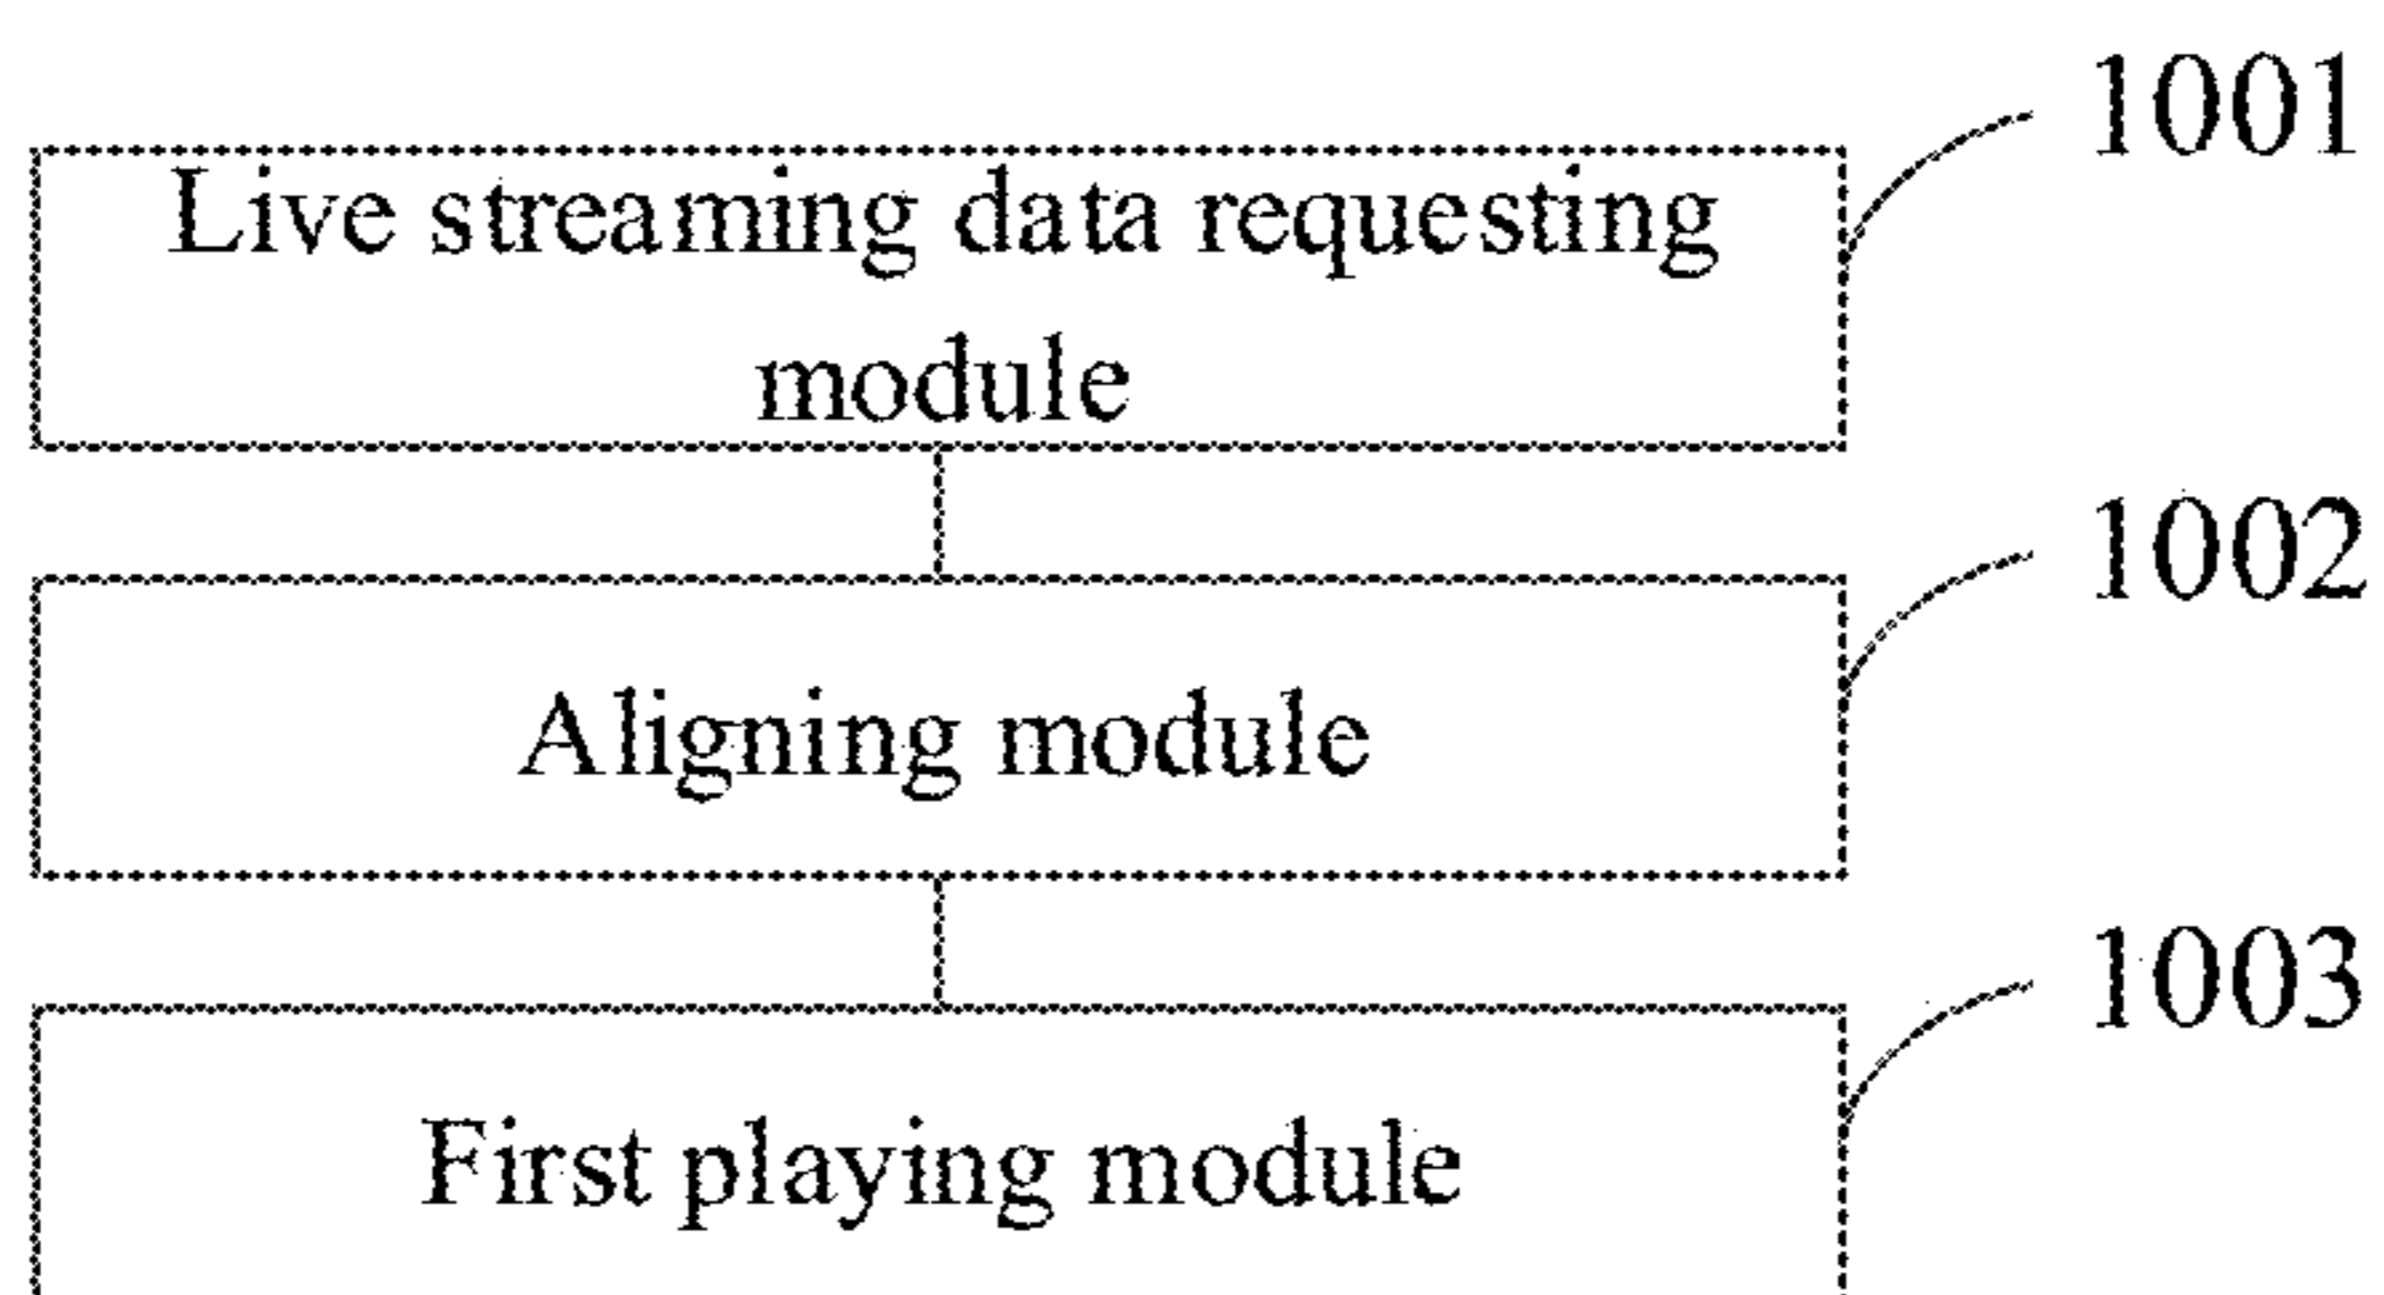 1001
Live streaming data requesting
module
1002
Aligning module
1003
First playing module